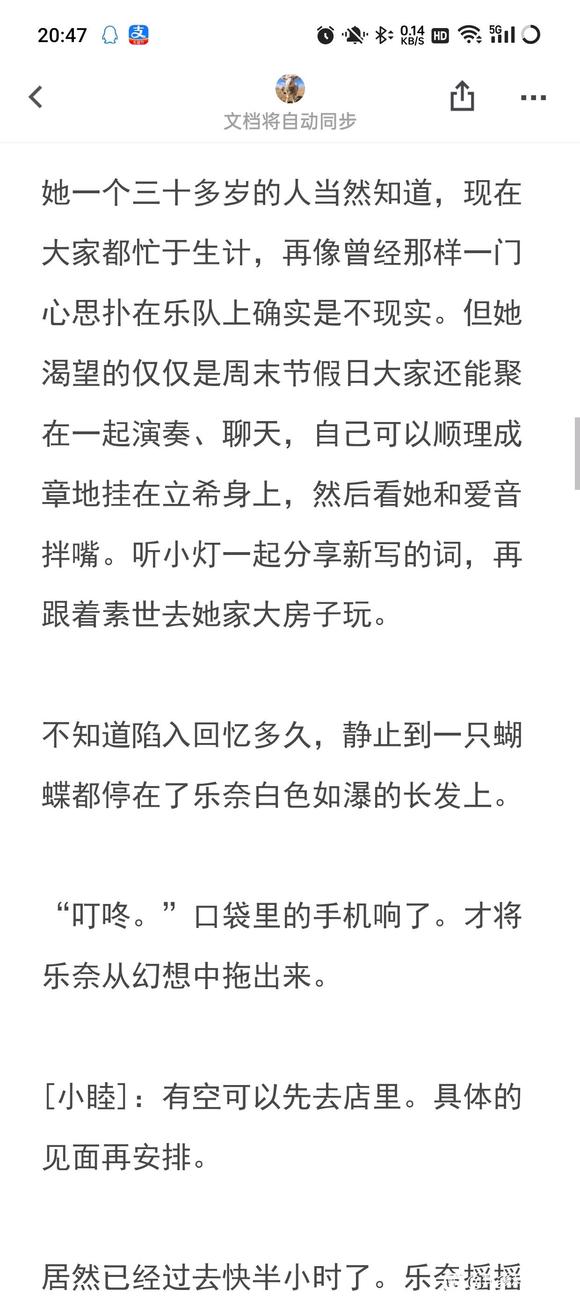 20:47
0.14
KB/S
HD
5G
文档将自动同步
她一个三十多岁的人当然知道，现在
大家都忙于生计，再像曾经那样一门
心思扑在乐队上确实是不现实。但她
渴望的仅仅是周末节假日大家还能聚
在一起演奏、聊天，自己可以顺理成
章地挂在立希身上，然后看她和爱音
拌嘴。听小灯一起分享新写的词，再
跟着素世去她家大房子玩。
不知道陷入回忆多久，静止到一只蝴
蝶都停在了乐奈白色如瀑的长发上。
“叮咚。”口袋里的手机响了。才将
乐奈从幻想中拖出来。
[小睦]：有空可以先去店里。具体的
见面再安排。
居然已经过去快半小时了。乐奈摇摇